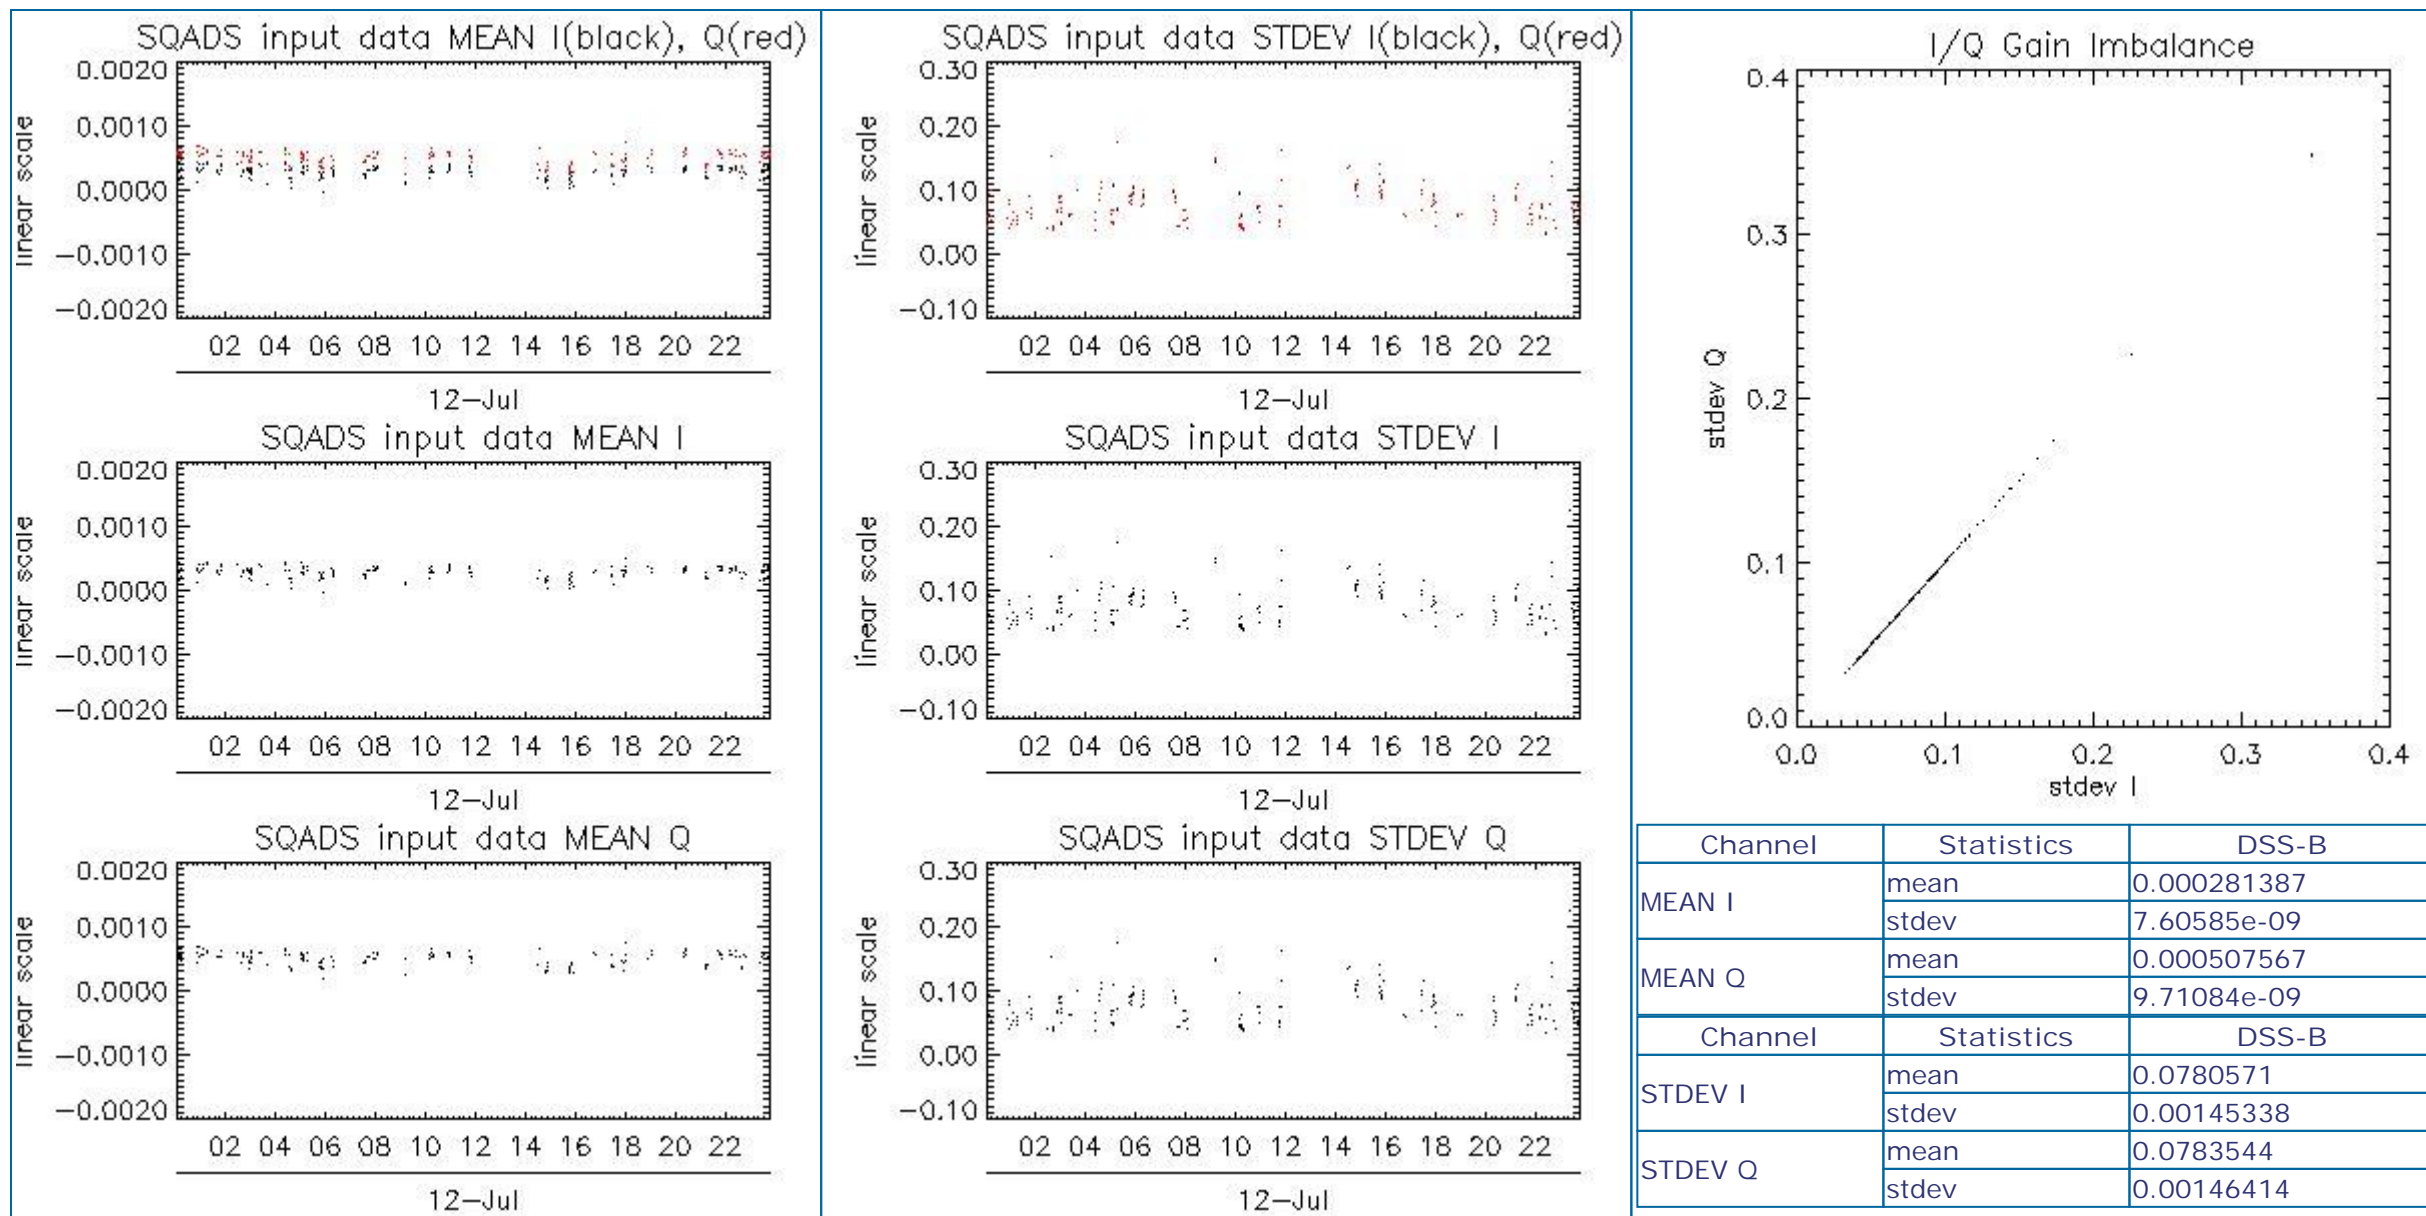 SQADS input data MEAN I(black), Q(red)
0.0020
0.0010
0.0000
-0.0010
-0.0020
linear scale
02 04 06 08 10 12 14 16 18 20 22
12-Jul
SQADS input data MEAN I
0.0020
0.0010
0.0000
-0.0010
-0.0020
linear scale
02 04 06 08 10 12 14 16 18 20 22
12-Jul
SQADS input data MEAN Q
0.0020
0.0010
0.0000
-0.0010
-0.0020
linear scale
02 04 06 08 10 12 14 16 18 20 22
12-Jul
SQADS input data STDEV I(black), Q(red)
0.30
0.20
0.10
0.00
-0.10
linear scale
02 04 06 08 10 12 14 16 18 20 22
12-Jul
SQADS input data STDEV I
0.30
0.20
0.10
0.00
-0.10
linear scale
02 04 06 08 10 12 14 16 18 20 22
12-Jul
SQADS input data STDEV Q
0.30
0.20
0.10
0.00
-0.10
linear scale
02 04 06 08 10 12 14 16 18 20 22
12-Jul
I/Q Gain Imbalance
0.4
0.3
0.2
0.1
0.0
stdev Q
0.0 0.1 0.2 0.3 0.4
stdev I
Channel Statistics DSS-B
MEAN I mean 0.000281387
stdev 7.60585e-09
MEAN Q mean 0.000507567
stdev 9.71084e-09
Channel Statistics DSS-B
STDEV I mean 0.0780571
stdev 0.00145338
STDEV Q mean 0.0783544
stdev 0.00146414